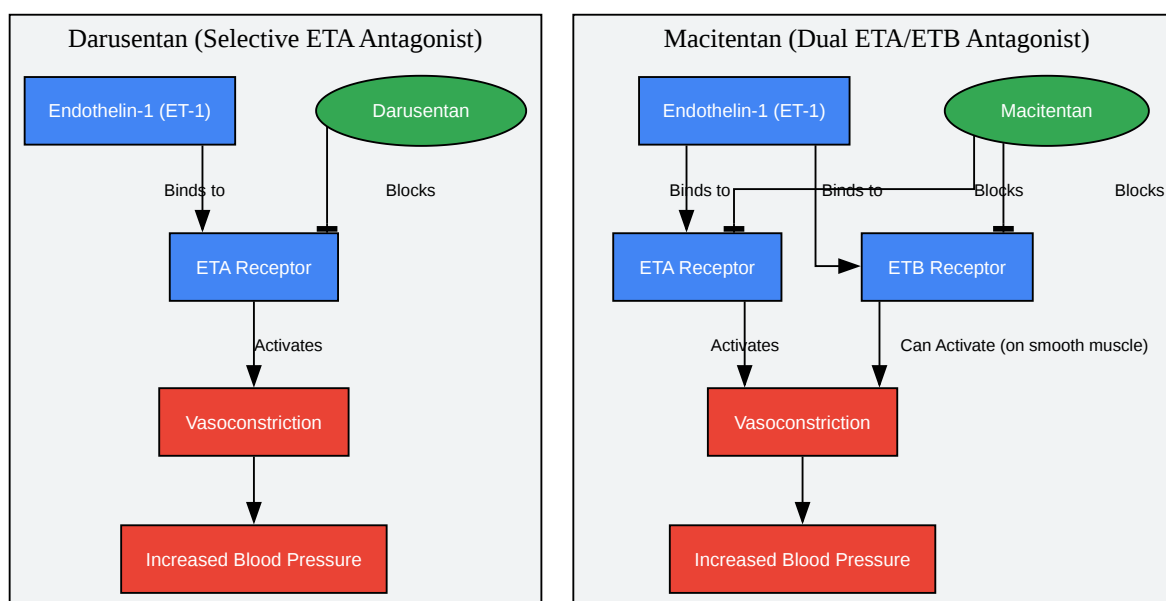 Darusentan (Selective ETA Antagonist)
Endothelin-1 (ET-1)
Darusentan
Binds to
Blocks
ETA Receptor
Activates
Vasoconstriction
Increased Blood Pressure
Macitentan (Dual ETA/ETB Antagonist)
Endothelin-1 (ET-1)
Macitentan
Binds to
Binds to
Blocks
Blocks
ETA Receptor
ETB Receptor
Activates
Can Activate (on smooth muscle)
Vasoconstriction
Increased Blood Pressure